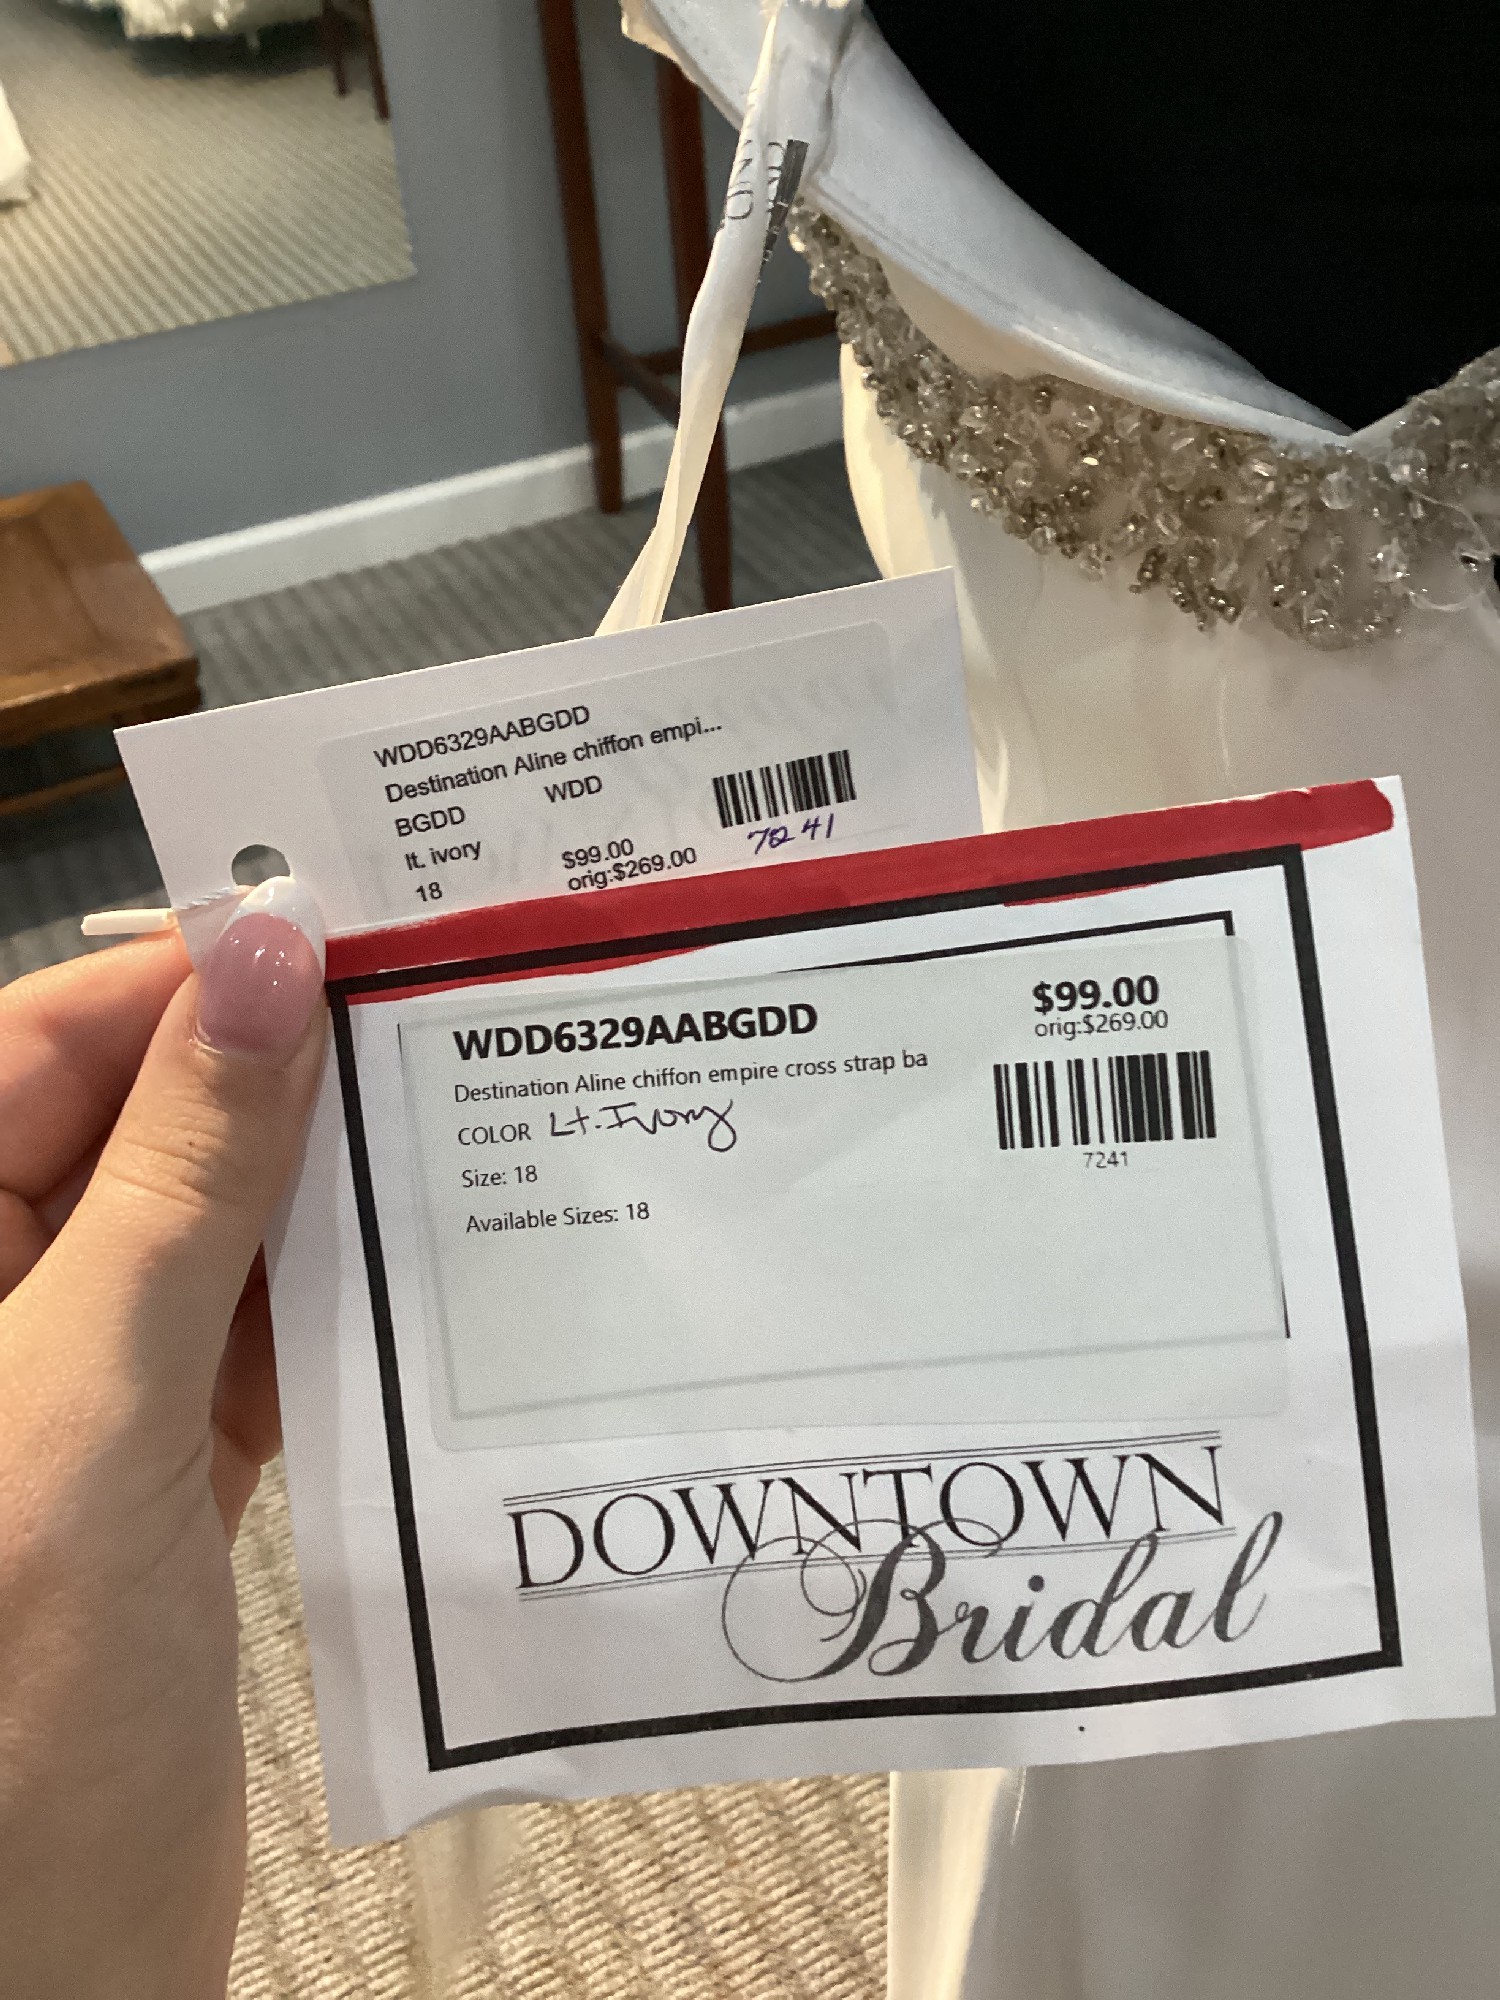 WDD6329AABGDD
Destination Aline chiffon empi...
BGDD WDD
lt. ivory $99.00
18 orig:$269.00
7241
WDD6329AABGDD
$99.00
orig:$269.00
Destination Aline chiffon empire cross strap ba
COLOR Lt. Ivory
Size: 18
7241
Available Sizes: 18
DOWNTOWN
Bridal